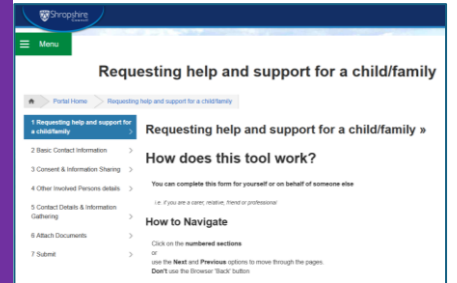 Shropshire
Council
Menu
Requesting help and support for a child/family
Portal Home Requesting help and support for a child/family
1 Requesting help and support for
a child/family
2 Basic Contact Information
3 Consent & Information Sharing
4 Other Involved Persons details
5 Contact Details & Information
Gathering
6 Attach Documents
7 Submit
Requesting help and support for a child/family »
How does this tool work?
You can complete this form for yourself or on behalf of someone else
i.e. if you are a carer, relative, friend or professional
How to Navigate
Click on the numbered sections
or
use the Next and Previous options to move through the pages.
Don't use the Browser 'Back' button